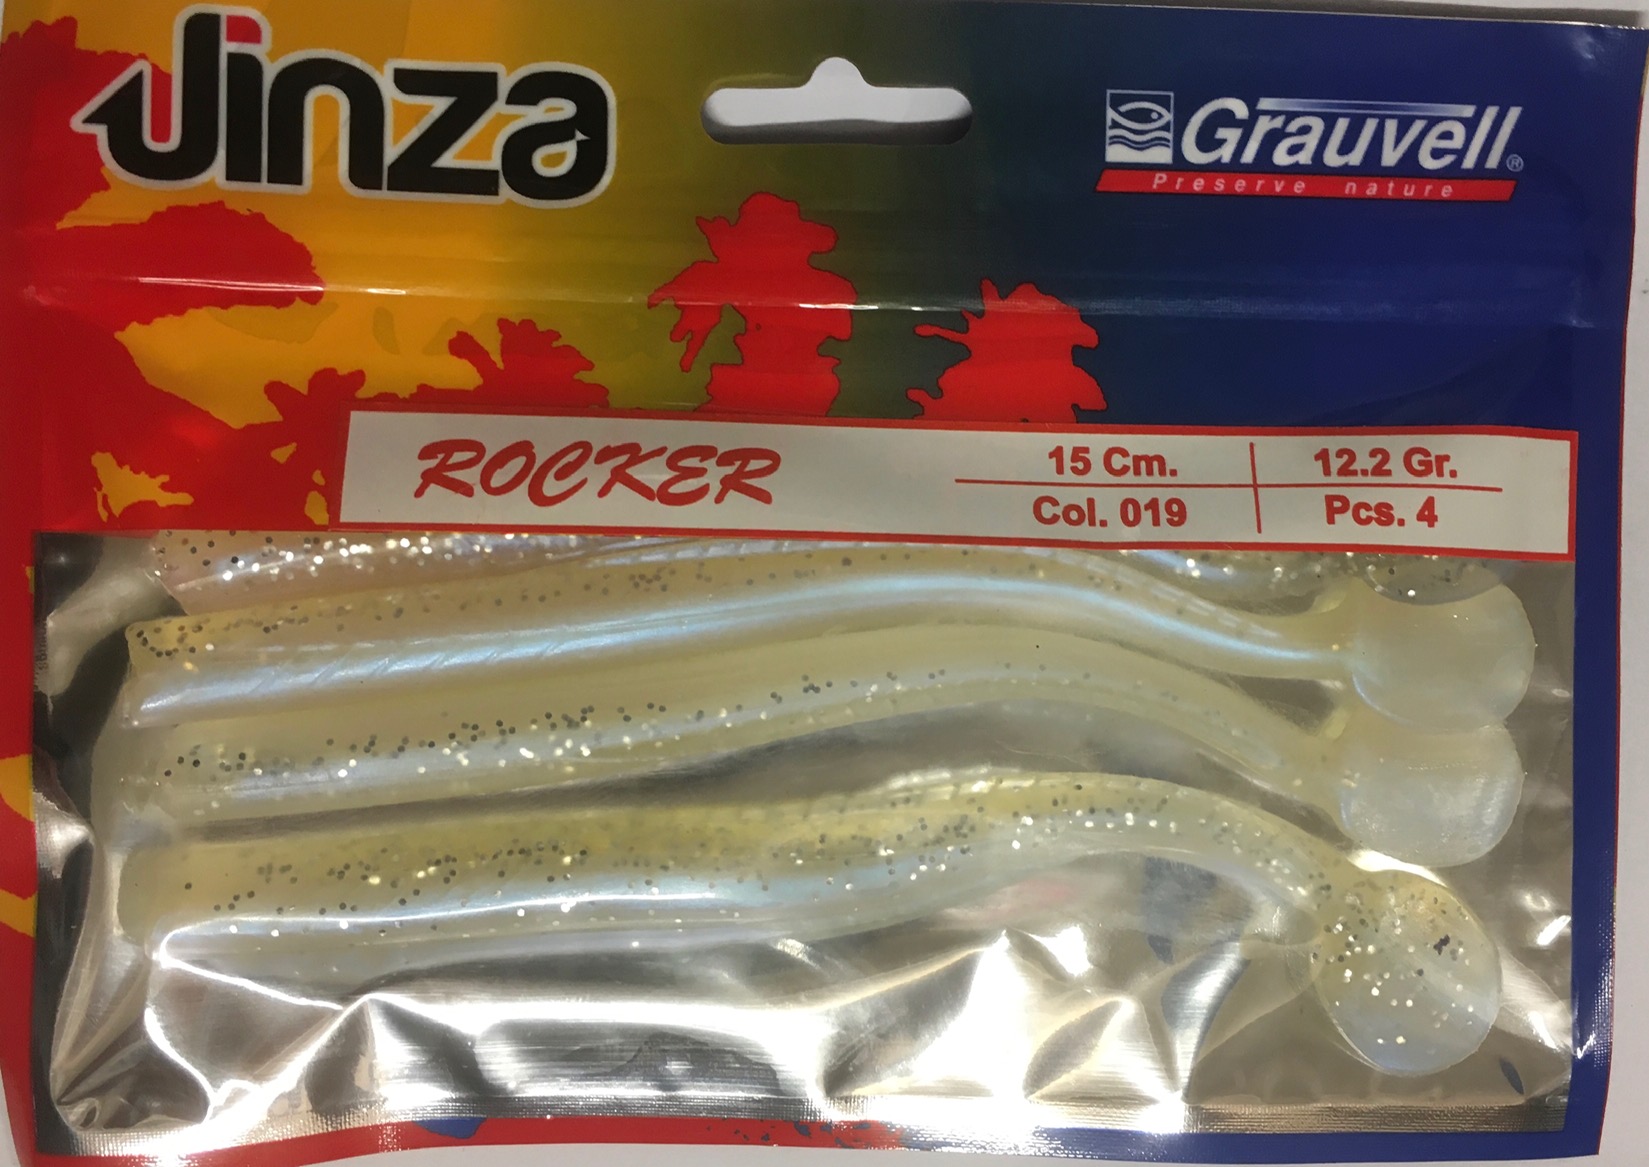 Jinza
Grauvell®
Preserve nature
ROCKER
15 Cm.
12.2 Gr.
Col. 019
Pcs. 4